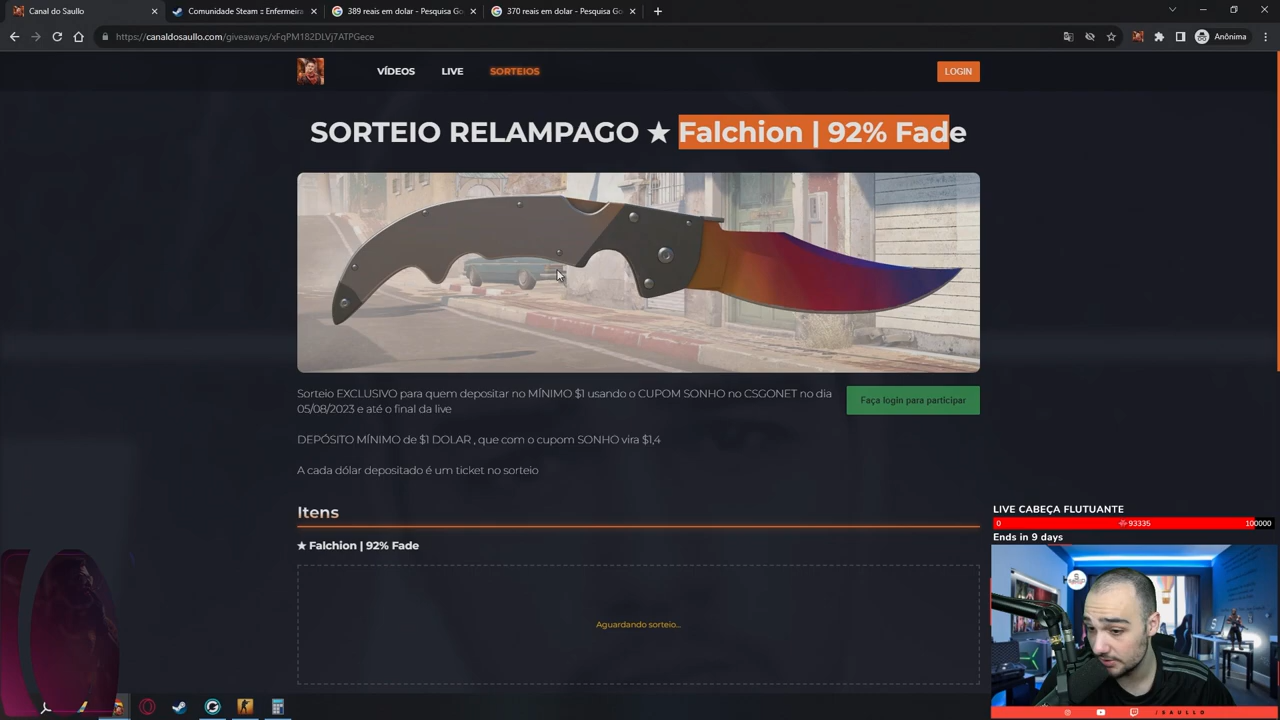 Canal do Saullo
Comunidade Steam :: Enfermeira
389 reais em dolar - Pesquisa Go
370 reais em dolar - Pesquisa Go
https://canaldosaullo.com/giveaways/xFqPM182DLVj7ATPGece
Anônima
VÍDEOS
LIVE
SORTEIOS
LOGIN
SORTEIO RELAMPAGO ★ Falchion | 92% Fade
Sorteio EXCLUSIVO para quem depositar no MÍNIMO $1 usando o CUPOM SONHO no CSGONET no dia
05/08/2023 e até o final da live
Faça login para participar
DEPÓSITO MÍNIMO de $1 DOLAR , que com o cupom SONHO vira $1,4
A cada dólar depositado é um ticket no sorteio
Itens
★ Falchion | 92% Fade
Aguardando sorteio...
LIVE CABEÇA FLUTUANTE
0
93335
100000
Ends in 9 days
/SAULLO